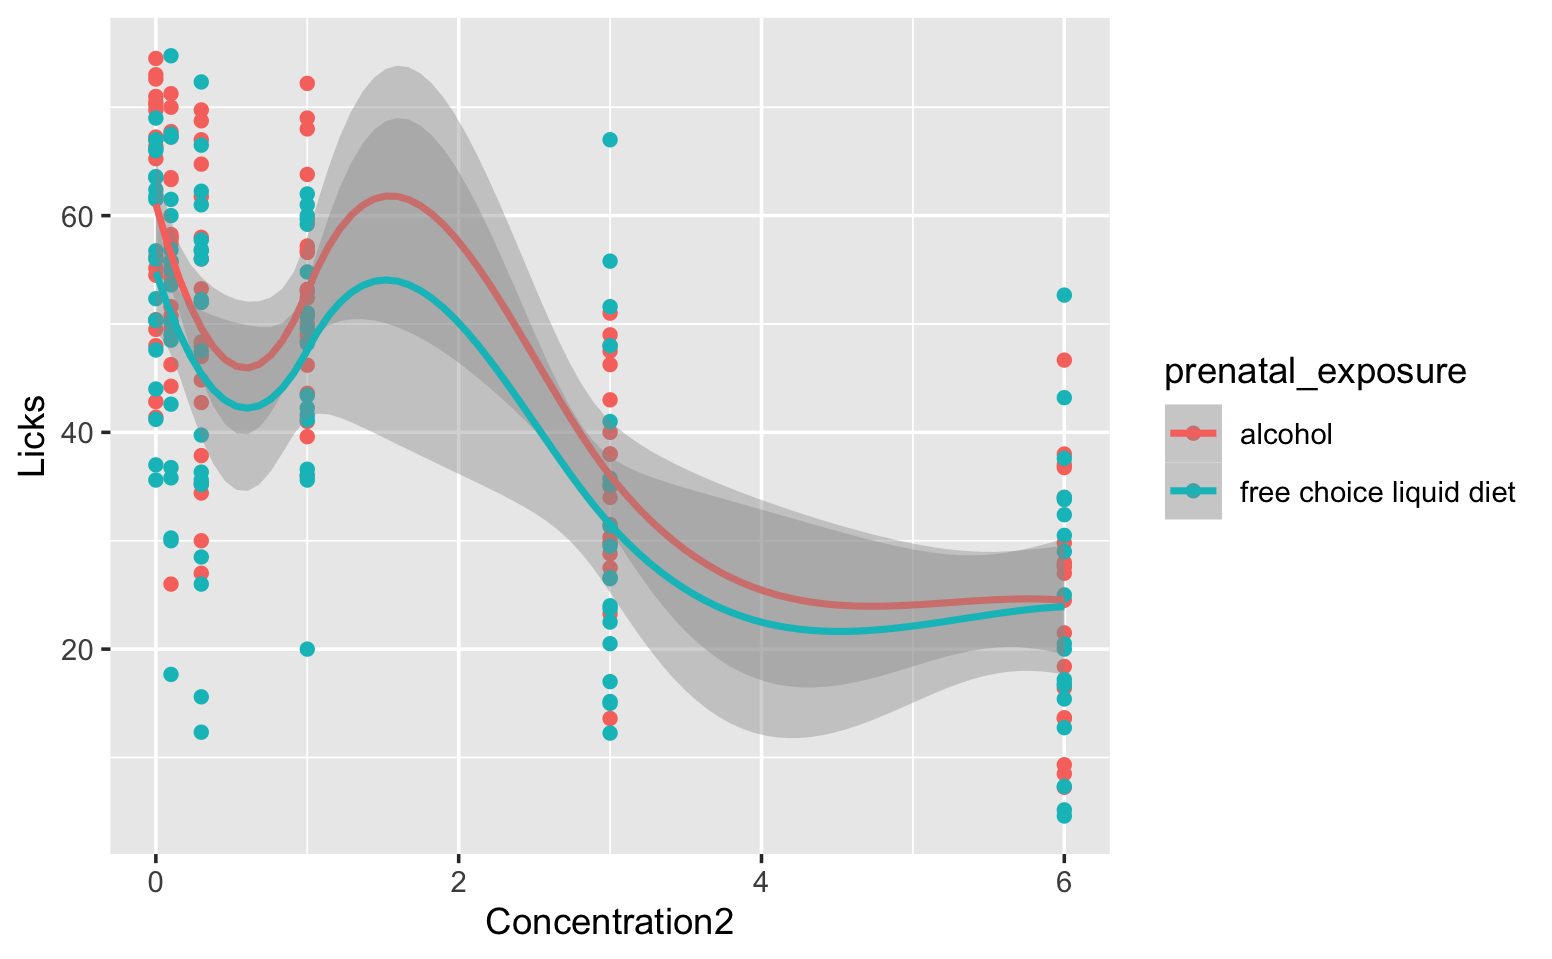 Licks
60
40
20
0 2 4 6
Concentration2
prenatal_exposure
alcohol
free choice liquid diet